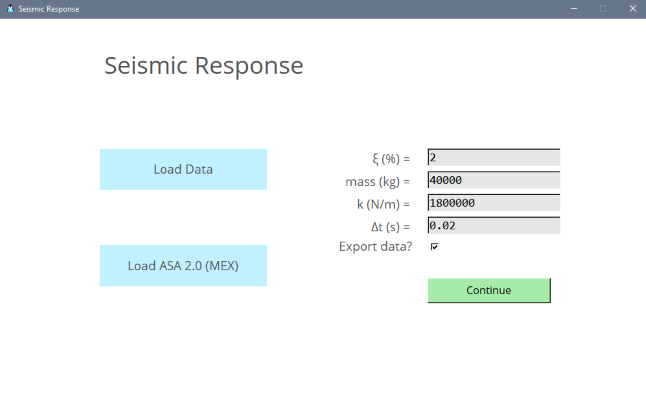 Seismic Response
Seismic Response
Load Data
Load ASA 2.0 (MEX)
ξ (%) = 2
mass (kg) = 40000
k (N/m) = 1800000
Δt (s) = 0.02
Export data?
Continue